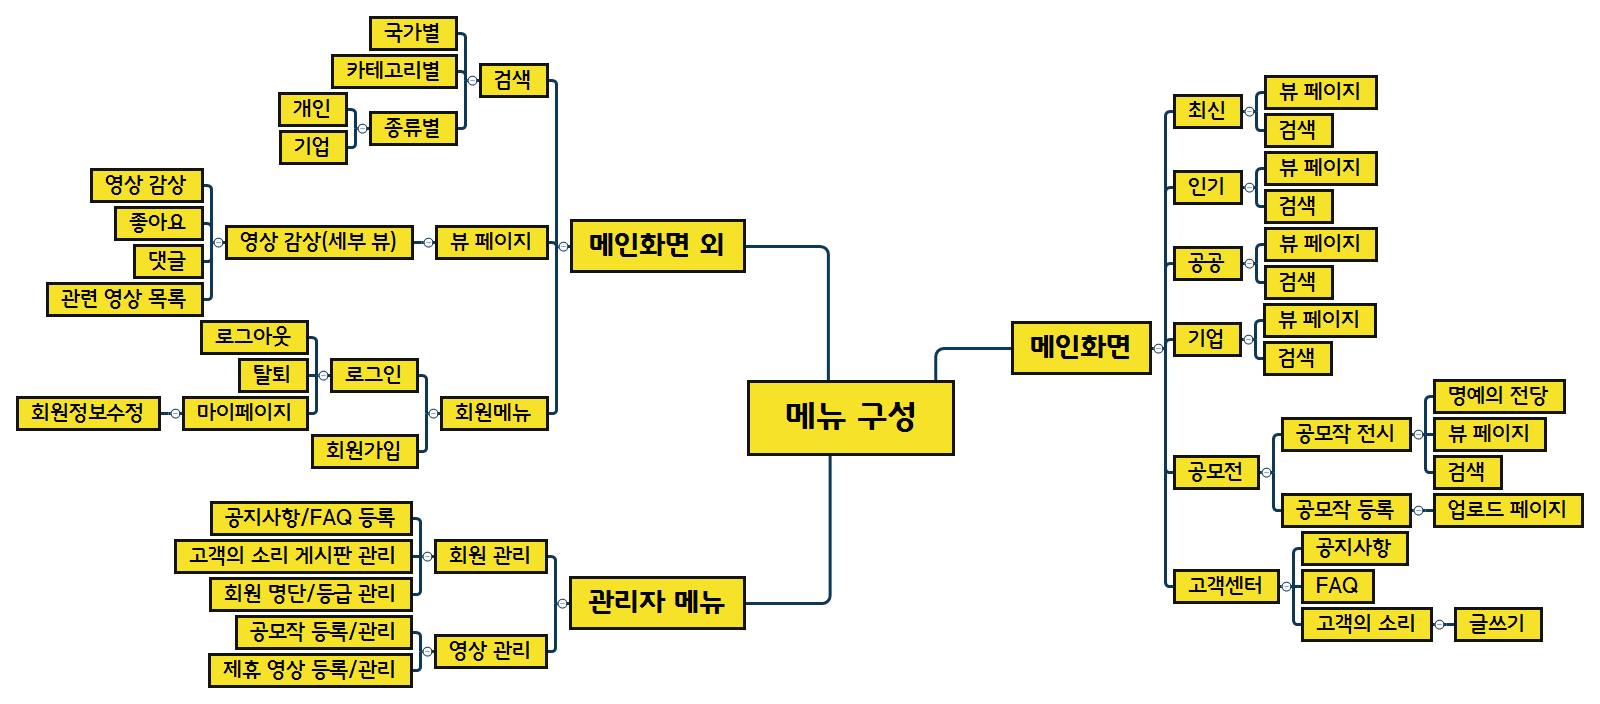 메뉴 구성
메인화면 외
검색
국가별
카테고리별
종류별
개인
기업
뷰 페이지
영상 감상(세부 뷰)
영상 감상
좋아요
댓글
관련 영상 목록
회원메뉴
로그인
로그아웃
탈퇴
마이페이지
회원정보수정
회원가입
관리자 메뉴
회원 관리
공지사항/FAQ 등록
고객의 소리 게시판 관리
회원 명단/등급 관리
영상 관리
공모작 등록/관리
제휴 영상 등록/관리
메인화면
최신
뷰 페이지
검색
인기
뷰 페이지
검색
공공
뷰 페이지
검색
기업
뷰 페이지
검색
공모전
공모작 전시
명예의 전당
뷰 페이지
검색
공모작 등록
업로드 페이지
고객센터
공지사항
FAQ
고객의 소리
글쓰기